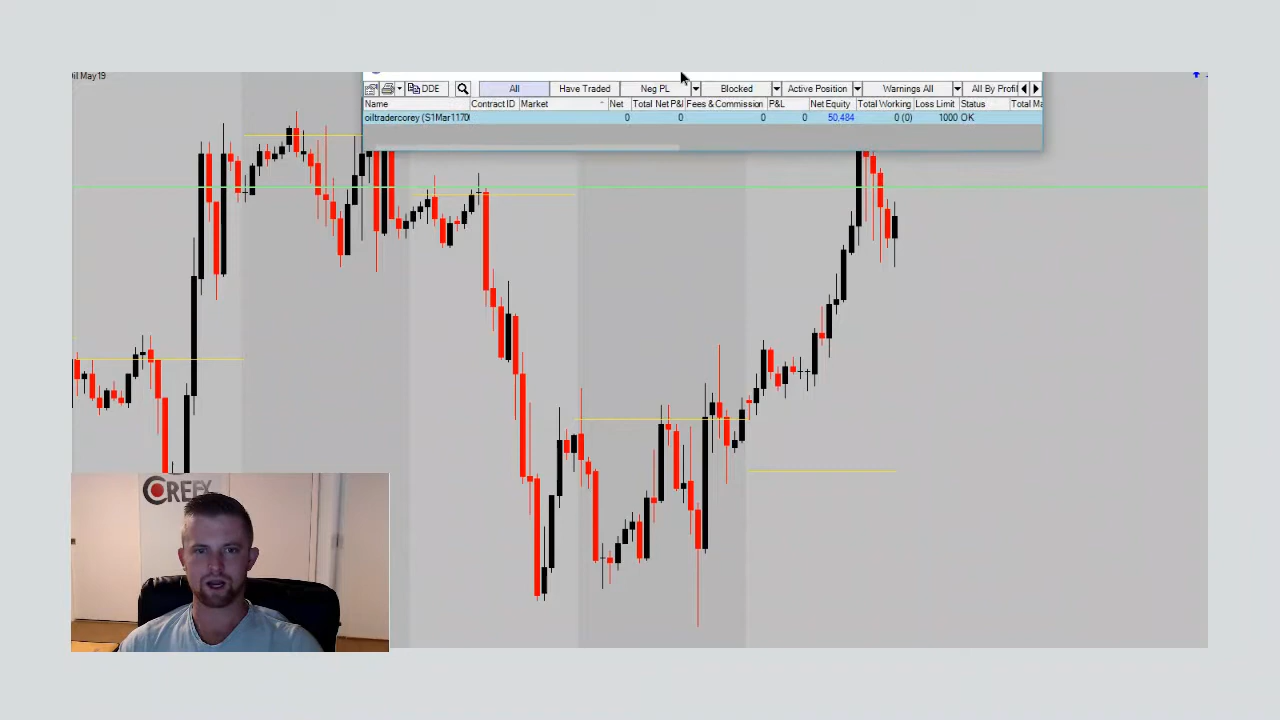 il May19
DDE All Have Traded Neg PL Blocked Active Position Warnings All All By Profil
Name Contract ID Market Net Total Net P&L Fees & Commission P&L Net Equity Total Working Loss Limit Status Total Ma
oiltradercorey (S1Mar1170 0 0 0 0 50.484 0 (0) 1000 OK
COREFX